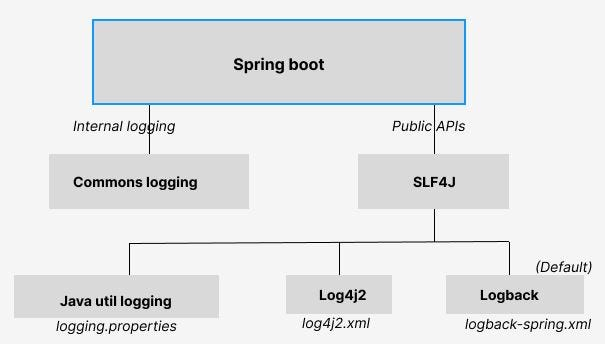 Spring boot
Internal logging
Public APIs
Commons logging
SLF4J
(Default)
Java util logging
Log4j2
Logback
logging.properties
log4j2.xml
logback-spring.xml